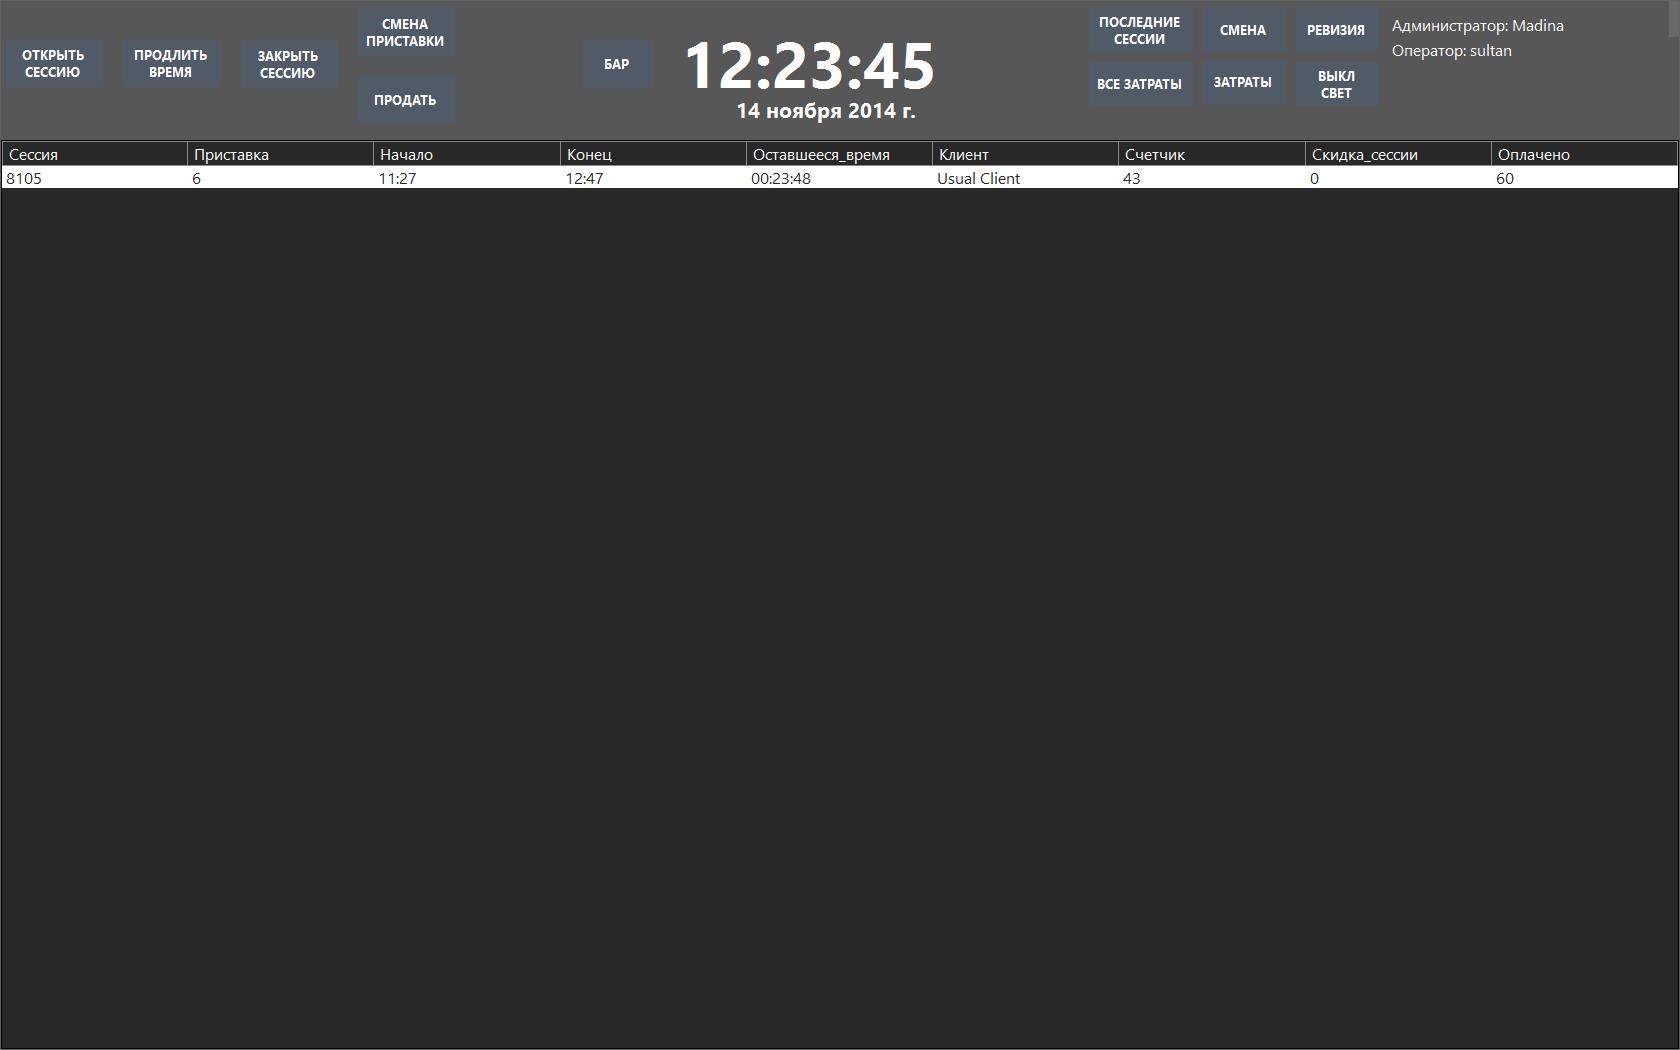 ОТКРЫТЬ
СЕССИЮ
ПРОДЛИТЬ
ВРЕМЯ
ЗАКРЫТЬ
СЕССИЮ
СМЕНА
ПРИСТАВКИ
ПРОДАТЬ
БАР
12:23:45
14 ноября 2014 г.
ПОСЛЕДНИЕ
СЕССИИ
СМЕНА
РЕВИЗИЯ
ВСЕ ЗАТРАТЫ
ЗАТРАТЫ
ВЫКЛ
СВЕТ
Администратор: Madina
Оператор: sultan
Сессия Приставка Начало Конец Оставшееся_время Клиент Счетчик Скидка_сессии Оплачено
8105 6 11:27 12:47 00:23:48 Usual Client 43 0 60